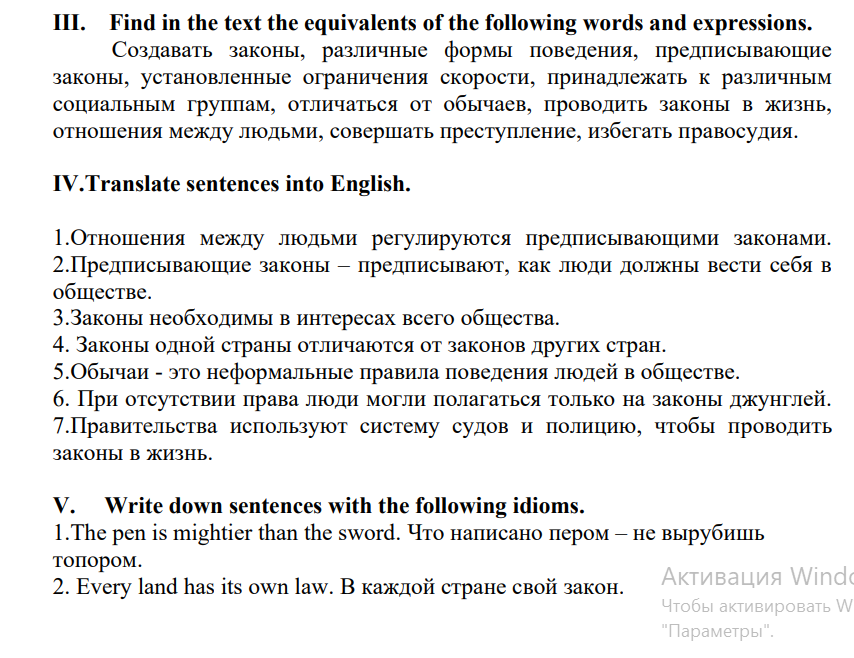 III. Find in the text the equivalents of the following words and expressions.
Создавать законы, различные формы поведения, предписывающие
законы, установленные ограничения скорости, принадлежать к различным
социальным группам, отличаться от обычаев, проводить законы в жизнь,
отношения между людьми, совершать преступление, избегать правосудия.
IV.Translate sentences into English.
1.Отношения между людьми регулируются предписывающими законами.
2.Предписывающие законы – предписывают, как люди должны вести себя в
обществе.
3.Законы необходимы в интересах всего общества.
4. Законы одной страны отличаются от законов других стран.
5.Обычаи - это неформальные правила поведения людей в обществе.
6. При отсутствии права люди могли полагаться только на законы джунглей.
7.Правительства используют систему судов и полицию, чтобы проводить
законы в жизнь.
V. Write down sentences with the following idioms.
1.The pen is mightier than the sword. Что написано пером – не вырубишь
топором.
2. Every land has its own law. В каждой стране свой закон.
Активация Windo
Чтобы активировать W
"Параметры".